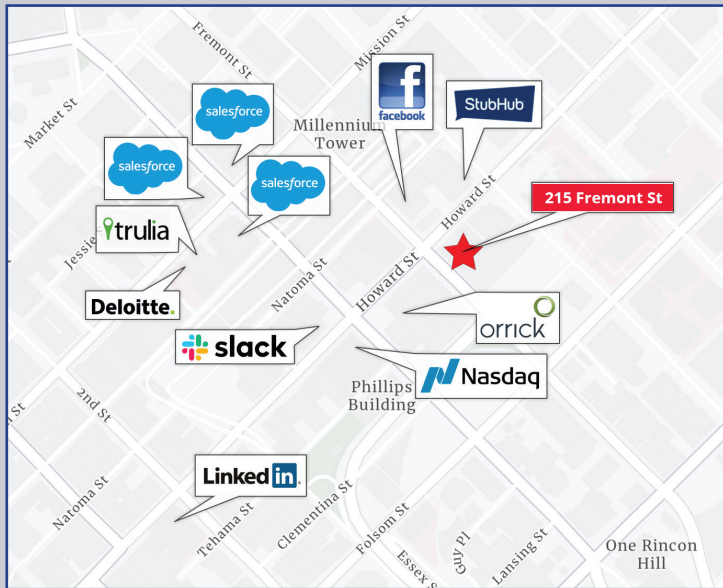 Fremont St
Mission St
Market St
salesforce
facebook
StubHub
Millennium
Tower
salesforce
salesforce
Howard St
215 Fremont St
trulia
Jessie
Natoma St
Howard St
Deloitte.
orrick
slack
Nasdaq
Phillips
Building
2nd St
Linked in.
Natoma St
Tehama St
Clementina St
Folsom St
Essex S
Guy Pl
Lansing St
One Rincon
Hill